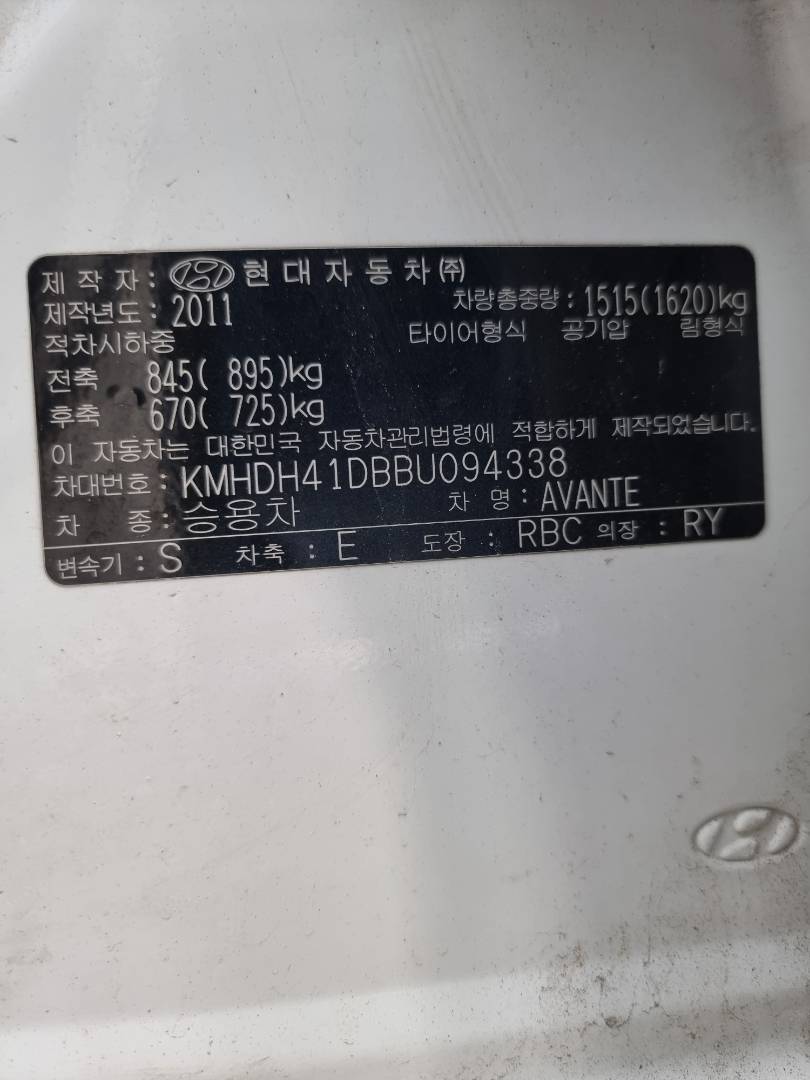 제 작 자 : 현 대 자 동 차 ㈜
제작년도 : 2011 차량총중량 : 1515(1620)kg
적차시하중 타이어형식 공기압 림형식
전축 845( 895)kg
후축 670( 725)kg
이 자동차는 대한민국 자동차관리법령에 적합하게 제작되었습니다.
차대번호 : KMHDH41DBBU094338
차 종 : 승용차 차 명 : AVANTE
변속기 : S 차축 : E 도장 : RBC 의장 : RY